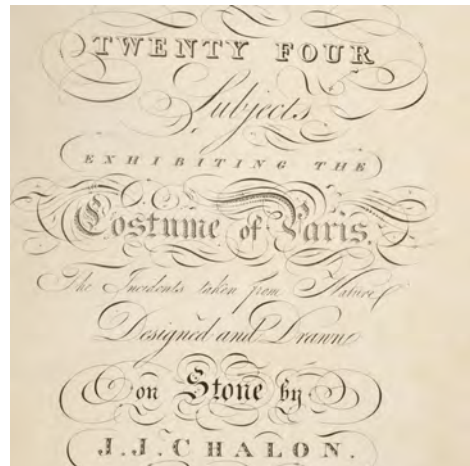 TWENTY FOUR
Subjects
EXHIBITING THE
Costume of Paris.
The Incidents taken from Nature
Designed and Drawn
on Stone by
J.J. CHALON.